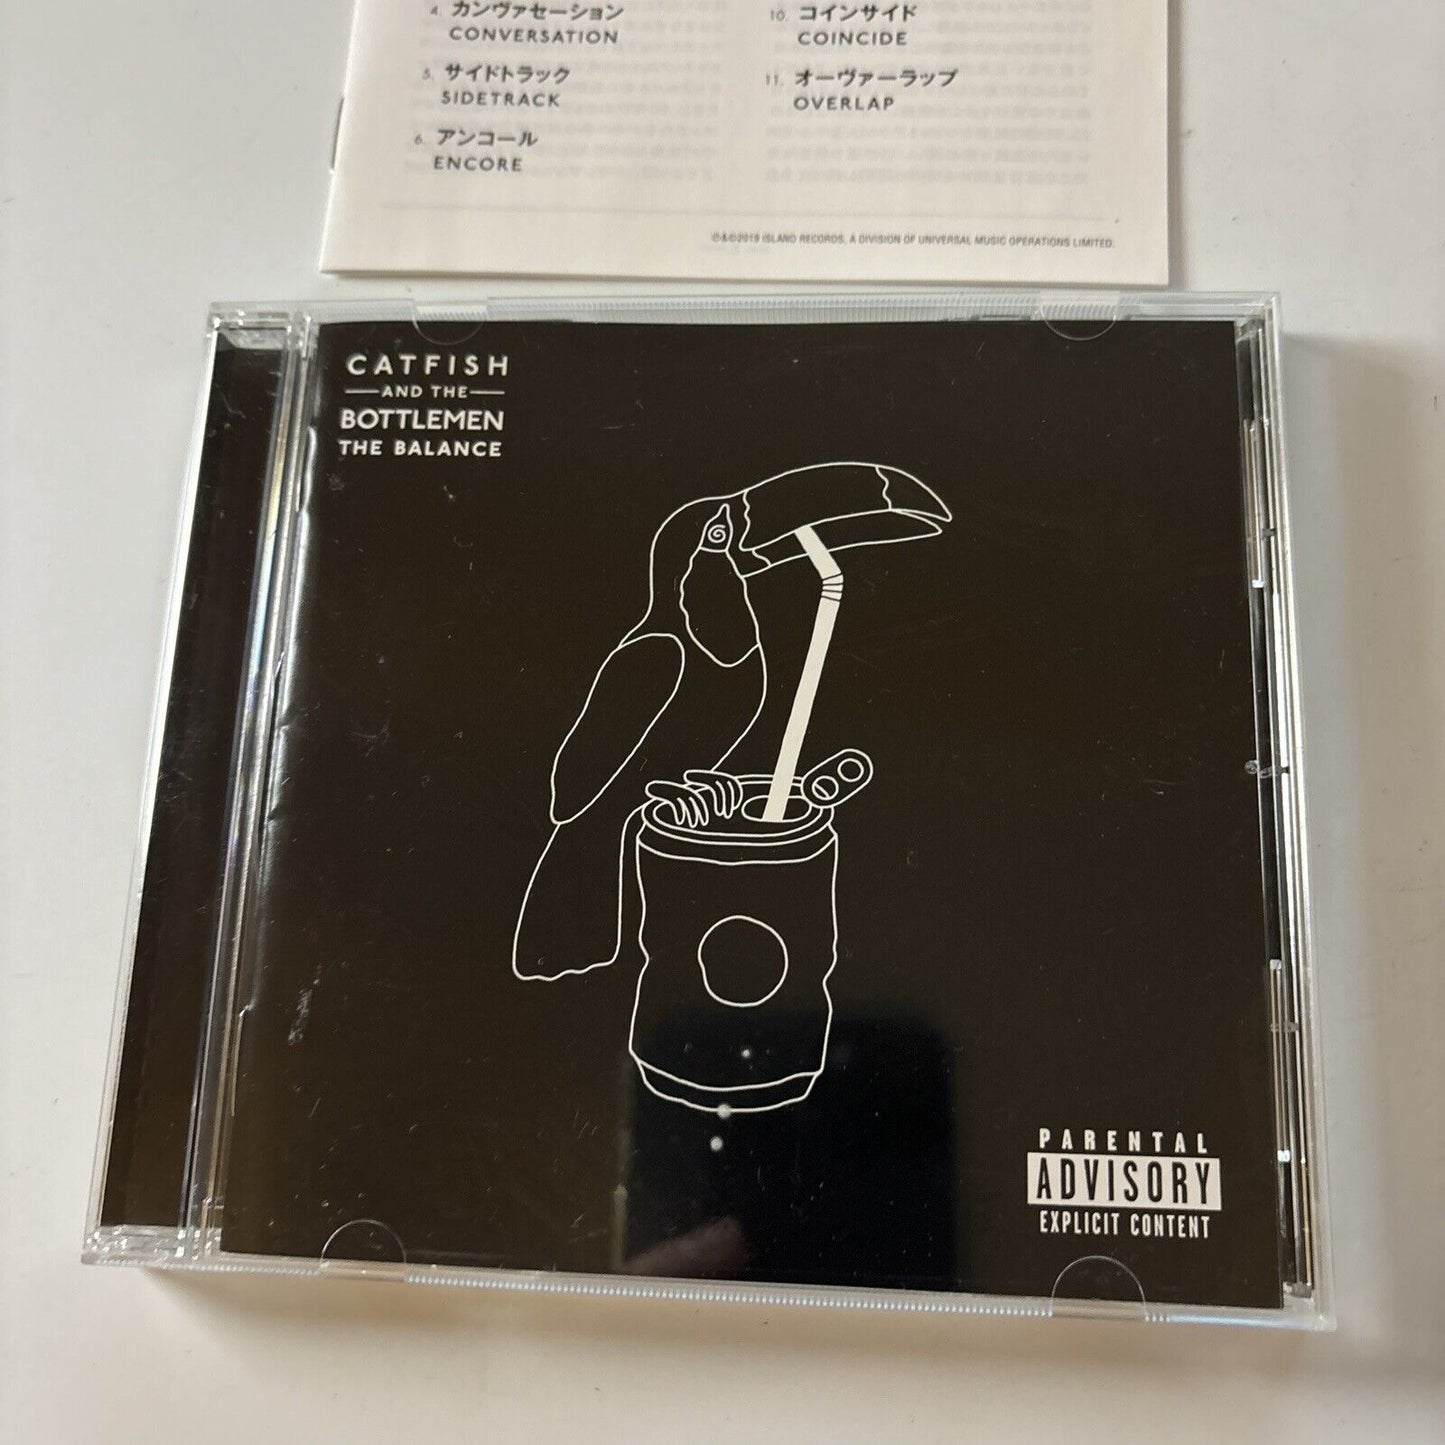 4. カンヴァセーション
CONVERSATION
5. サイドトラック
SIDETRACK
6. アンコール
ENCORE
10. コインサイド
COINCIDE
11. オーヴァーラップ
OVERLAP
℗&©2019 ISLAND RECORDS, A DIVISION OF UNIVERSAL MUSIC OPERATIONS LIMITED.
CATFISH
AND THE
BOTTLEMEN
THE BALANCE
PARENTAL
ADVISORY
EXPLICIT CONTENT